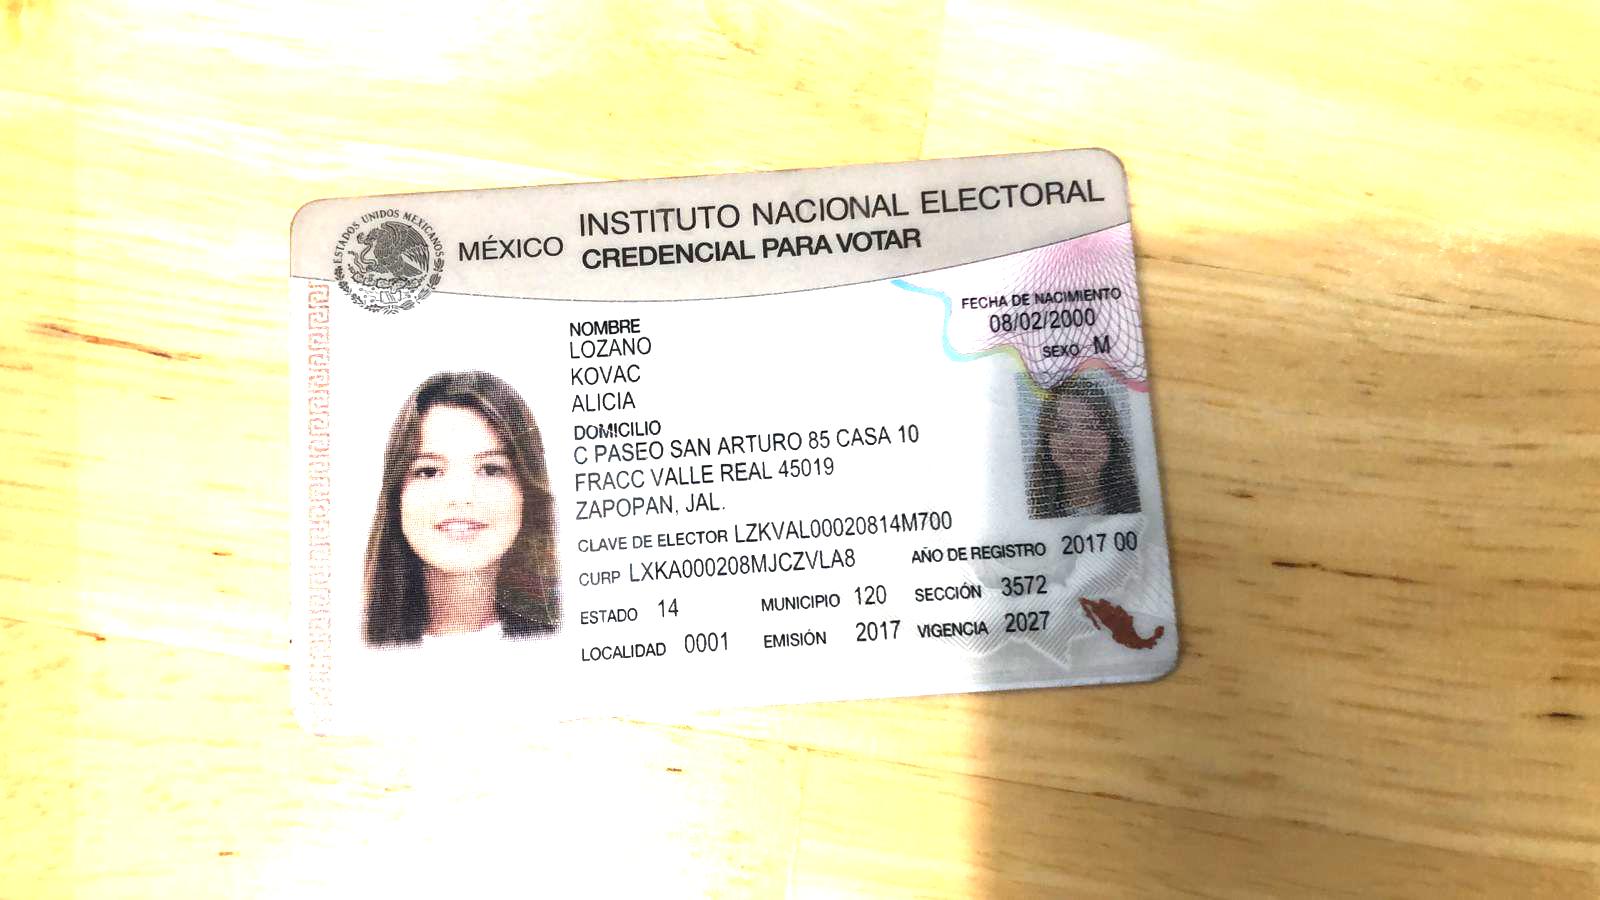 ESTADOS UNIDOS MEXICANOS
MÉXICO INSTITUTO NACIONAL ELECTORAL
CREDENCIAL PARA VOTAR
FECHA DE NACIMIENTO
08/02/2000
SEXO M
NOMBRE
LOZANO
KOVAC
ALICIA
DOMICILIO
C PASEO SAN ARTURO 85 CASA 10
FRACC VALLE REAL 45019
ZAPOPAN, JAL.
CLAVE DE ELECTOR LZKVAL00020814M700
CURP LXKA000208MJCZVLA8 AÑO DE REGISTRO 2017 00
ESTADO 14 MUNICIPIO 120 SECCIÓN 3572
LOCALIDAD 0001 EMISIÓN 2017 VIGENCIA 2027